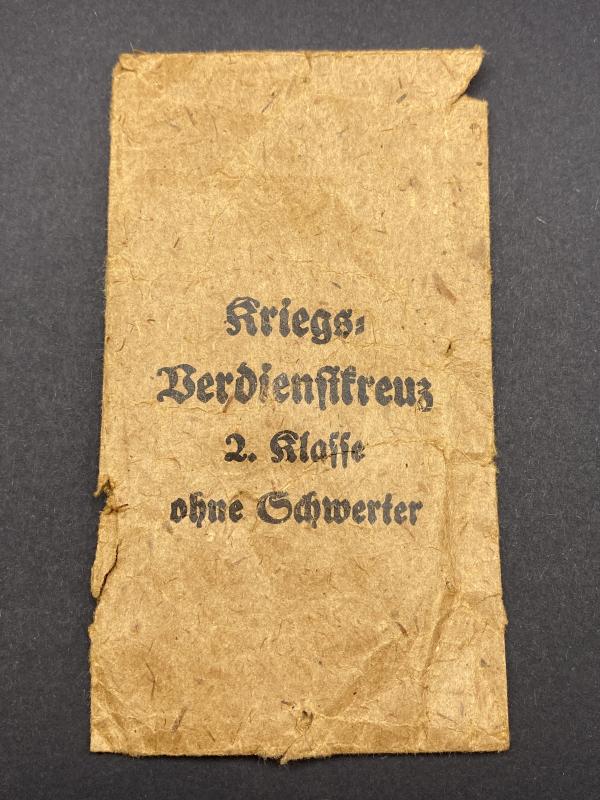 Kriegs-
Verdienstkreuz
2. Klasse
ohne Schwerter